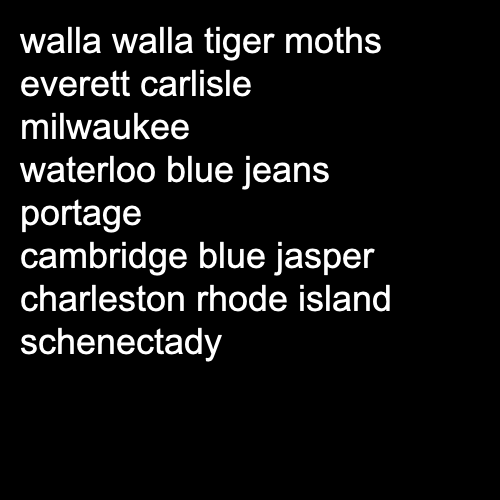 walla walla tiger moths
everett carlisle
milwaukee
waterloo blue jeans
portage
cambridge blue jasper
charleston rhode island
schenectady